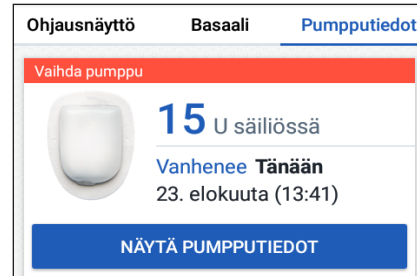 Ohjausnäyttö Basaali Pumpputiedot
Vaihda pumppu
15 U säiliössä
Vanhenee Tänään
23. elokuuta (13:41)
NÄYTÄ PUMPPUTIEDOT